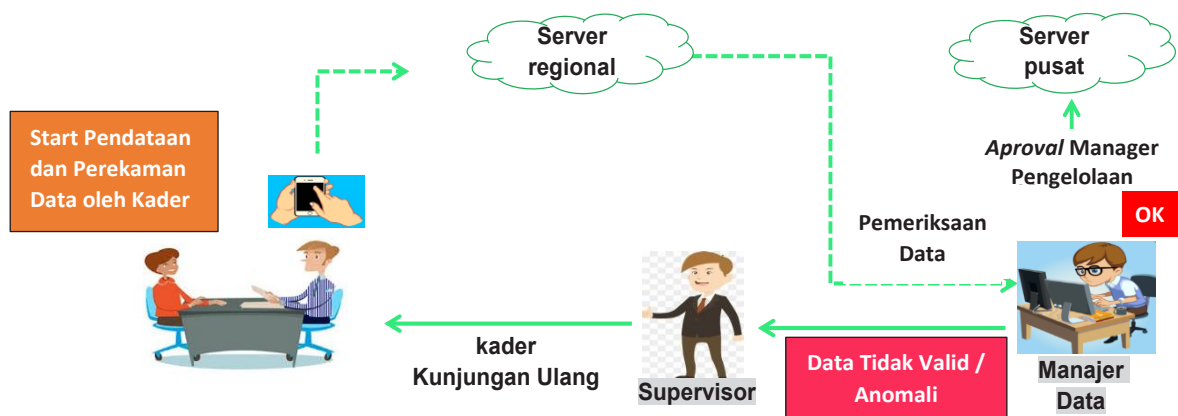 Server
regional
Server
pusat
Start Pendataan
dan Perekaman
Data oleh Kader
Aproval Manager
Pengelolaan
OK
Pemeriksaan
Data
kader
Kunjungan Ulang
Supervisor
Data Tidak Valid /
Anomali
Manajer
Data